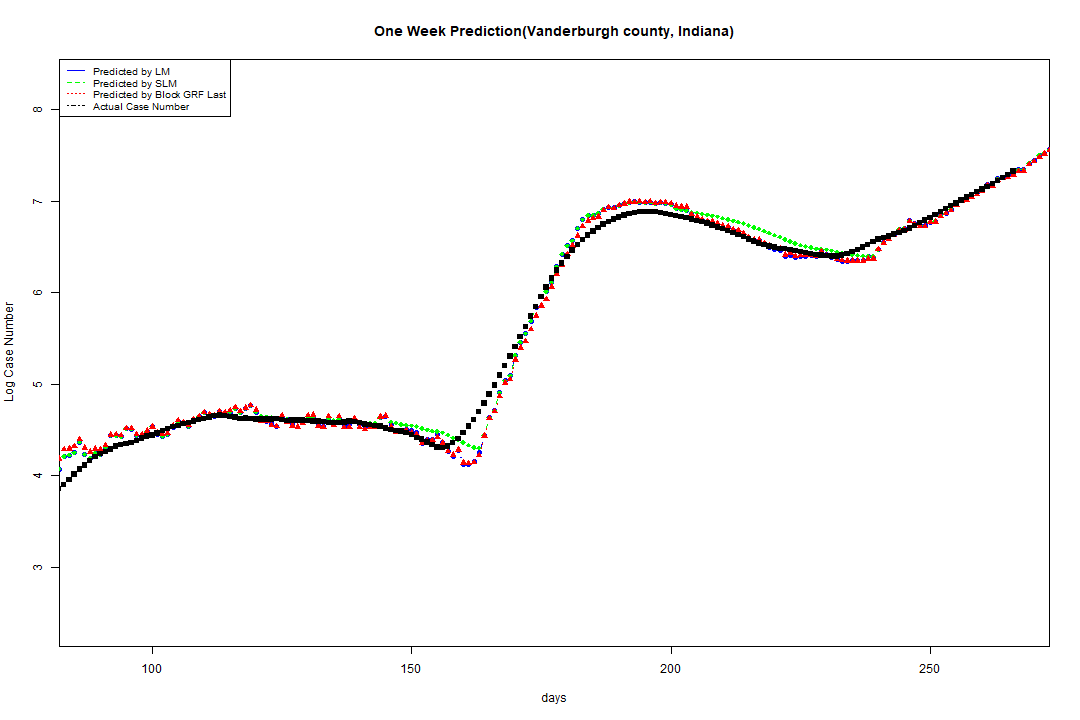 One Week Prediction(Vanderburgh county, Indiana)
Predicted by LM
Predicted by SLM
Predicted by Block GRF Last
Actual Case Number
8
7
6
5
4
3
Log Case Number
100 150 200 250
days